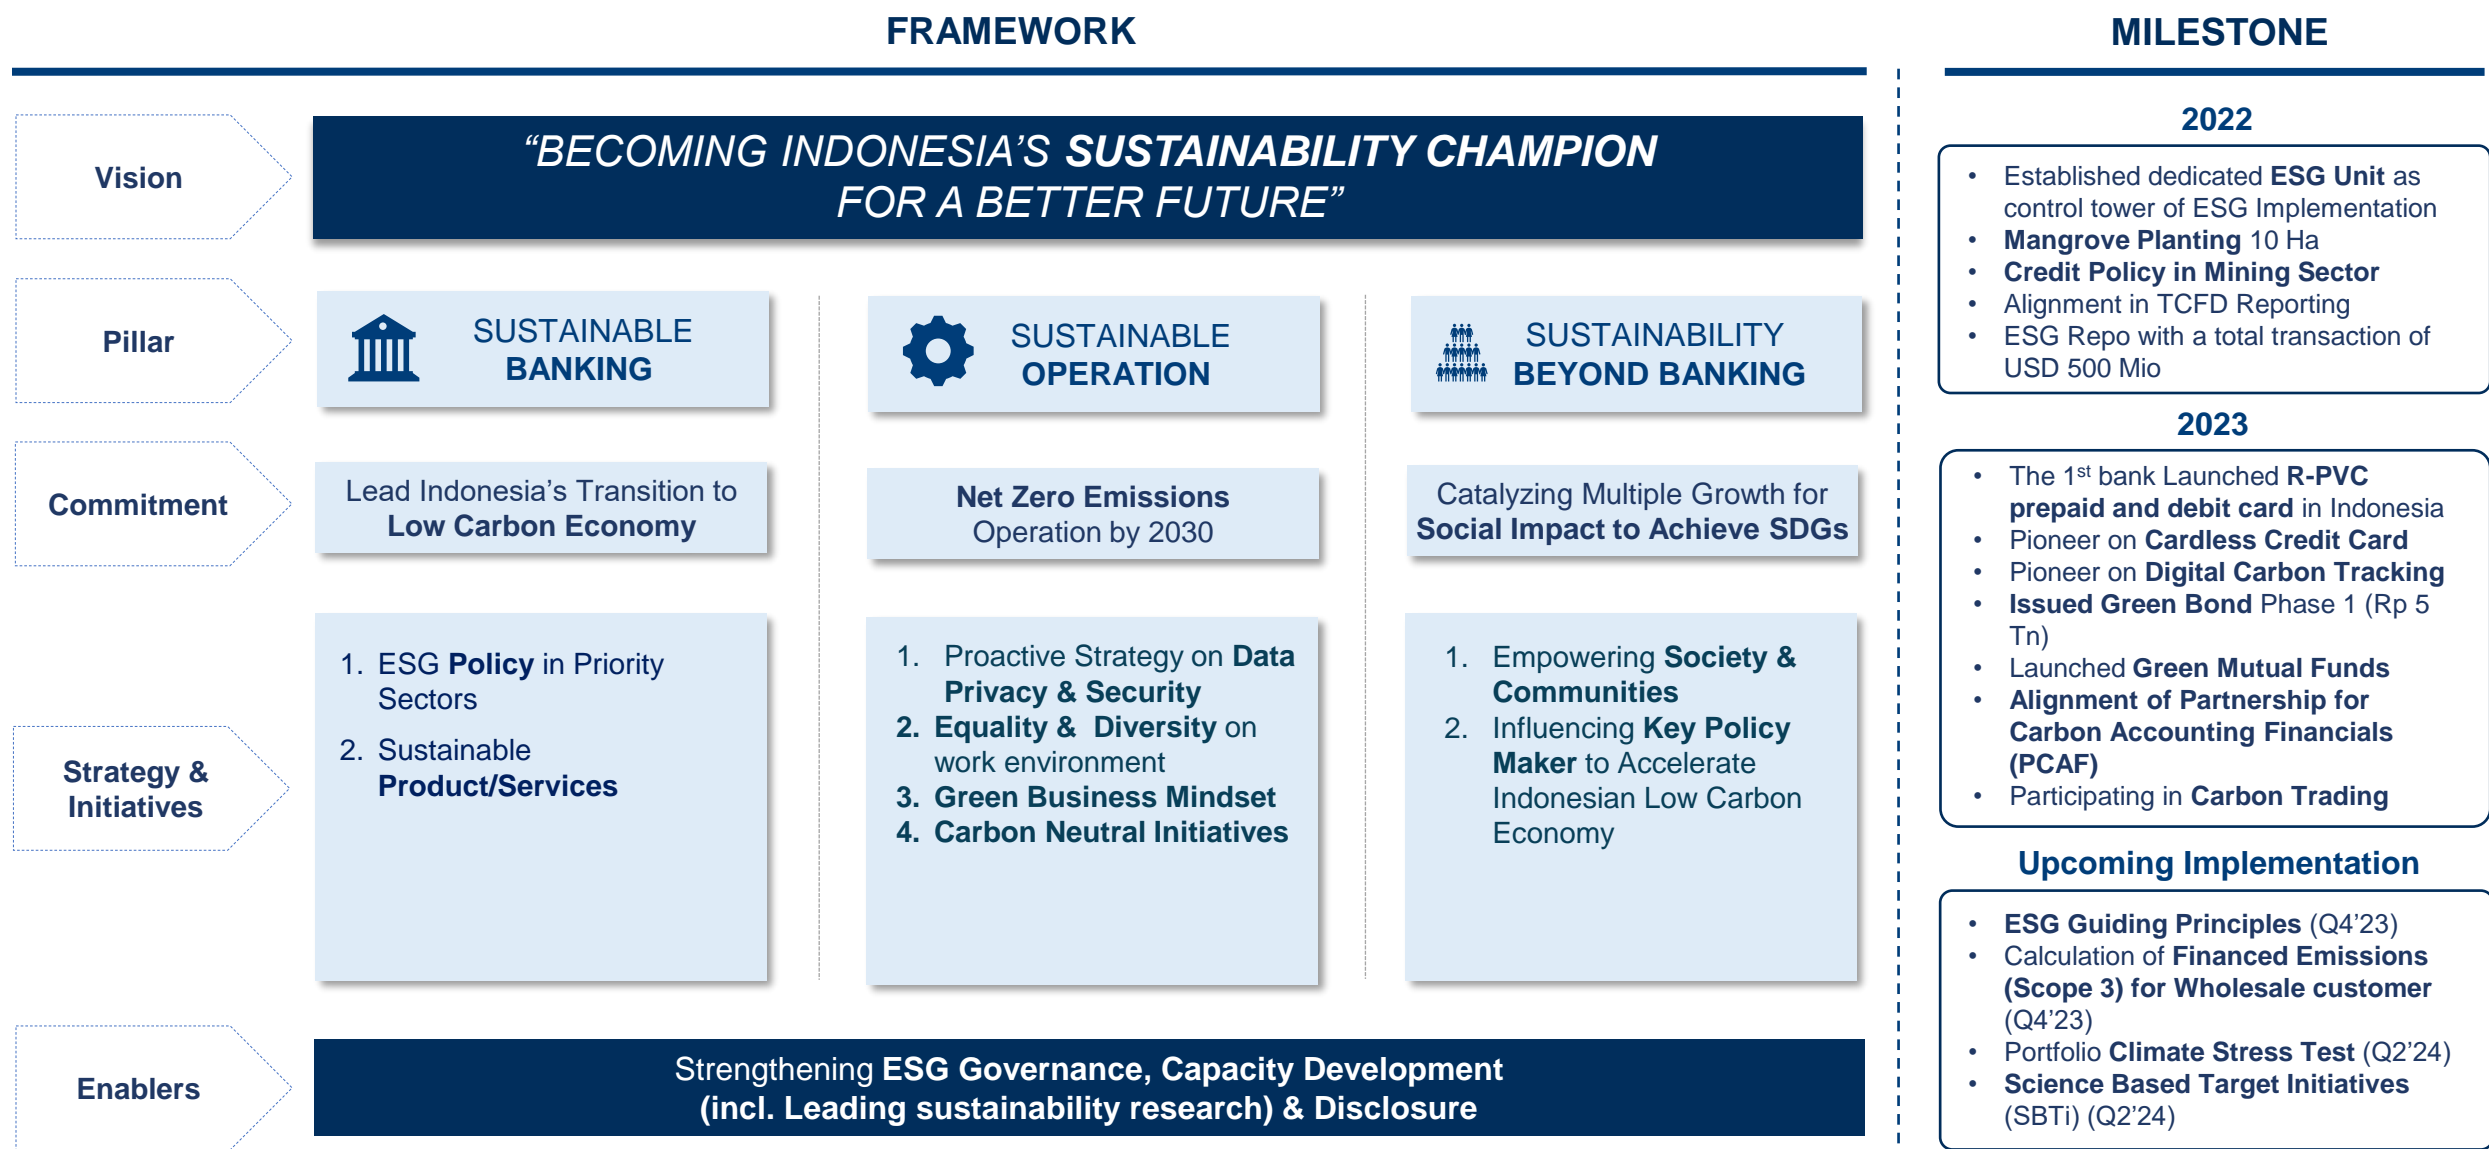 FRAMEWORK
Vision
“BECOMING INDONESIA’S SUSTAINABILITY CHAMPION
FOR A BETTER FUTURE”
Pillar
SUSTAINABLE
BANKING
SUSTAINABLE
OPERATION
SUSTAINABILITY
BEYOND BANKING
Commitment
Lead Indonesia’s Transition to
Low Carbon Economy
Net Zero Emissions
Operation by 2030
Catalyzing Multiple Growth for
Social Impact to Achieve SDGs
Strategy &
Initiatives
1. ESG Policy in Priority
Sectors
2. Sustainable
Product/Services
1. Proactive Strategy on Data
Privacy & Security
2. Equality & Diversity on
work environment
3. Green Business Mindset
4. Carbon Neutral Initiatives
1. Empowering Society &
Communities
2. Influencing Key Policy
Maker to Accelerate
Indonesian Low Carbon
Economy
Enablers
Strengthening ESG Governance, Capacity Development
(incl. Leading sustainability research) & Disclosure
MILESTONE
2022
• Established dedicated ESG Unit as
control tower of ESG Implementation
• Mangrove Planting 10 Ha
• Credit Policy in Mining Sector
• Alignment in TCFD Reporting
• ESG Repo with a total transaction of
USD 500 Mio
2023
• The 1st bank Launched R-PVC
prepaid and debit card in Indonesia
• Pioneer on Cardless Credit Card
• Pioneer on Digital Carbon Tracking
• Issued Green Bond Phase 1 (Rp 5
Tn)
• Launched Green Mutual Funds
• Alignment of Partnership for
Carbon Accounting Financials
(PCAF)
• Participating in Carbon Trading
Upcoming Implementation
• ESG Guiding Principles (Q4’23)
• Calculation of Financed Emissions
(Scope 3) for Wholesale customer
(Q4’23)
• Portfolio Climate Stress Test (Q2’24)
• Science Based Target Initiatives
(SBTi) (Q2’24)